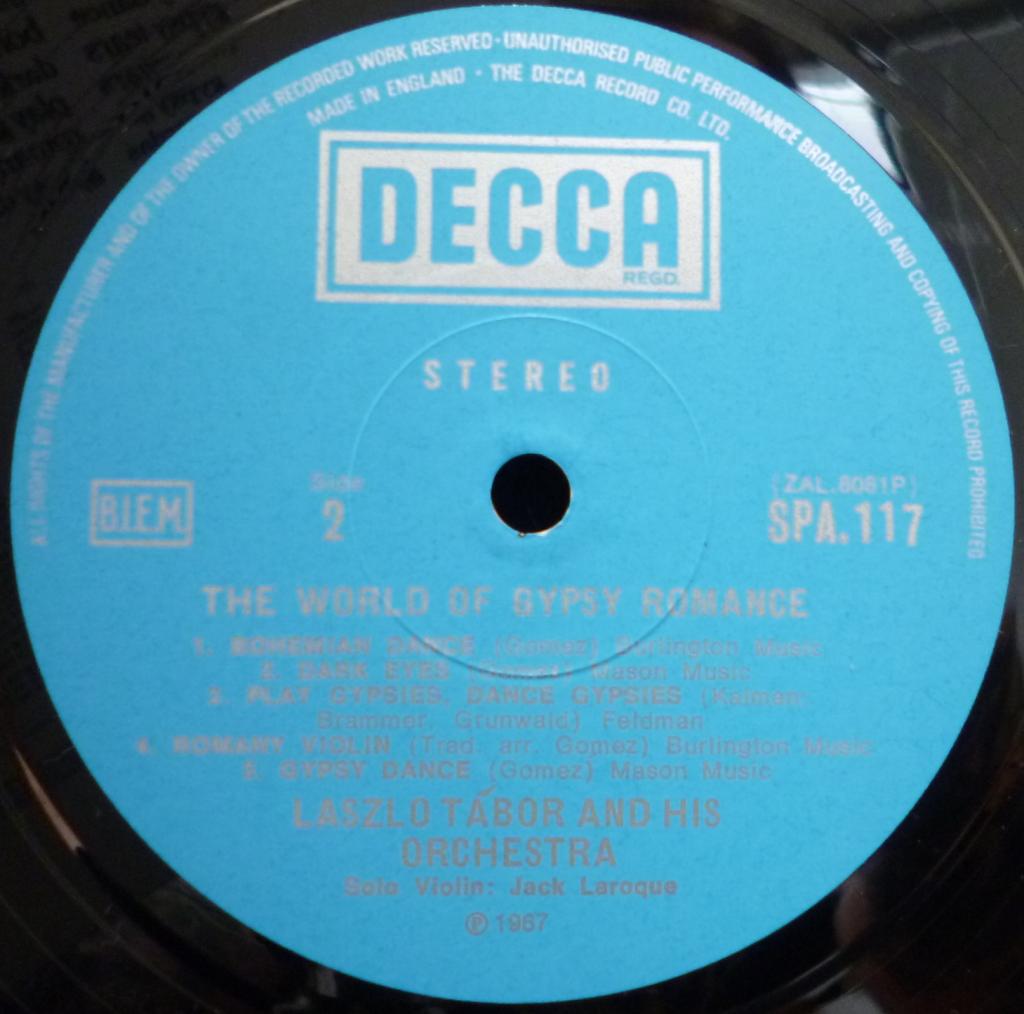 ALL RIGHTS OF THE MANUFACTURER AND OF THE OWNER OF THE RECORDED WORK RESERVED · UNAUTHORISED PUBLIC PERFORMANCE BROADCASTING AND COPYING OF THIS RECORD PROHIBITED
MADE IN ENGLAND · THE DECCA RECORD CO. LTD.
DECCA
REGD.
STEREO
B.I.E.M.
Side
2
(ZAL.8081P)
SPA.117
THE WORLD OF GYPSY ROMANCE
1. BOHEMIAN DANCE (Gomez) Burlington Music
2. DARK EYES (Gomez) Mason Music
3. PLAY GYPSIES, DANCE GYPSIES (Kalman;
Brammer, Grunwald) Feldman
4. ROMANY VIOLIN (Trad. arr. Gomez) Burlington Music
5. GYPSY DANCE (Gomez) Mason Music
LASZLO TÁBOR AND HIS
ORCHESTRA
Solo Violin: Jack Laroque
℗ 1967